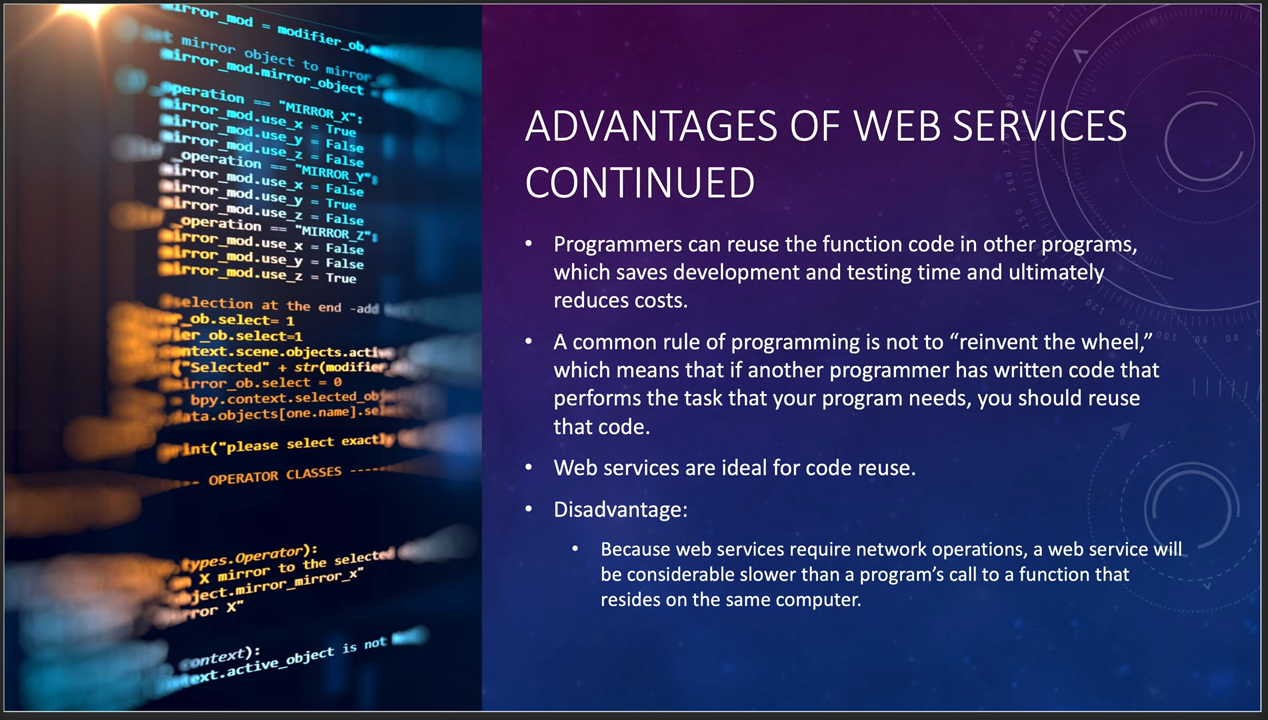 mirror_mod = modifier_ob.
mirror object to mirror
mirror_mod.mirror_object
operation == "MIRROR_X":
mirror_mod.use_x = True
mirror_mod.use_y = False
mirror_mod.use_z = False
_operation == "MIRROR_Y":
mirror_mod.use_x = False
mirror_mod.use_y = True
mirror_mod.use_z = False
_operation == "MIRROR_Z":
mirror_mod.use_x = False
mirror_mod.use_y = False
mirror_mod.use_z = True
selection at the end -add
_ob.select= 1
ier_ob.select=1
ontext.scene.objects.active
("Selected" + str(modifier
mirror_ob.select = 0
= bpy.context.selected_ob
data.objects[one.name].sel
print("please select exactly
OPERATOR CLASSES ----
types.Operator):
X mirror to the selected
ject.mirror_mirror_x"
ror X"
context):
ext.active_object is not
ADVANTAGES OF WEB SERVICES
CONTINUED
• Programmers can reuse the function code in other programs,
which saves development and testing time and ultimately
reduces costs.
• A common rule of programming is not to “reinvent the wheel,”
which means that if another programmer has written code that
performs the task that your program needs, you should reuse
that code.
• Web services are ideal for code reuse.
• Disadvantage:
• Because web services require network operations, a web service will
be considerable slower than a program’s call to a function that
resides on the same computer.